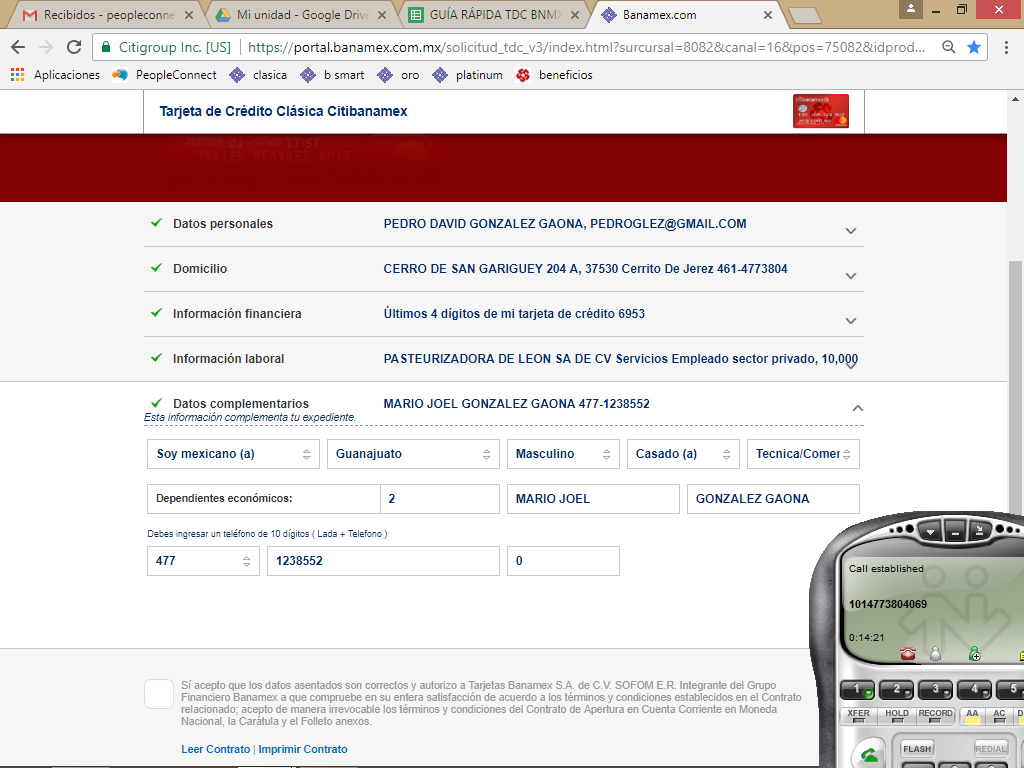 Recibidos - peopleconne
Mi unidad - Google Drive
GUÍA RÁPIDA TDC BNMX
Banamex.com
Citigroup Inc. [US]
https://portal.banamex.com.mx/solicitud_tdc_v3/index.html?surcursal=8082&canal=16&pos=75082&idprod...
Aplicaciones
PeopleConnect
clasica
b smart
oro
platinum
beneficios
Tarjeta de Crédito Clásica Citibanamex
Datos personales
PEDRO DAVID GONZALEZ GAONA, PEDROGLEZ@GMAIL.COM
Domicilio
CERRO DE SAN GARIGUEY 204 A, 37530 Cerrito De Jerez 461-4773804
Información financiera
Últimos 4 dígitos de mi tarjeta de crédito 6953
Información laboral
PASTEURIZADORA DE LEON SA DE CV Servicios Empleado sector privado, 10,000
Datos complementarios
MARIO JOEL GONZALEZ GAONA 477-1238552
Esta información complementa tu expediente.
Soy mexicano (a)
Guanajuato
Masculino
Casado (a)
Tecnica/Comer
Dependientes económicos:
2
MARIO JOEL
GONZALEZ GAONA
Debes ingresar un teléfono de 10 dígitos ( Lada + Telefono )
477
1238552
0
Sí acepto que los datos asentados son correctos y autorizo a Tarjetas Banamex S.A. de C.V. SOFOM E.R. Integrante del Grupo
Financiero Banamex a que compruebe en su entera satisfacción de acuerdo a los términos y condiciones establecidos en el Contrato
relacionado; acepto de manera irrevocable los términos y condiciones del Contrato de Apertura en Cuenta Corriente en Moneda
Nacional, la Carátula y el Folleto anexos.
Leer Contrato | Imprimir Contrato
Call established
1014773804069
0:14:21
1
2
3
4
5
XFER
HOLD
RECORD
AA
AC
D
FLASH
REDIAL